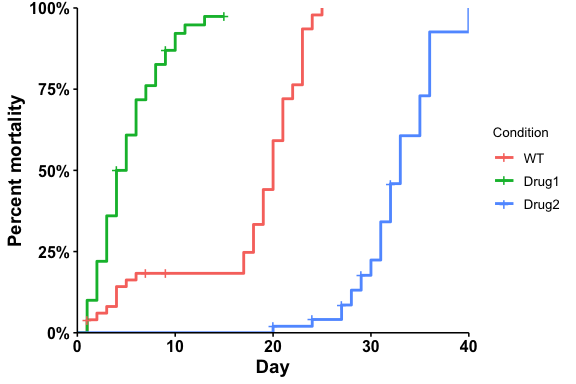 100%
75%
50%
25%
0%
0 10 20 30 40
Percent mortality
Day
Condition
WT
Drug1
Drug2